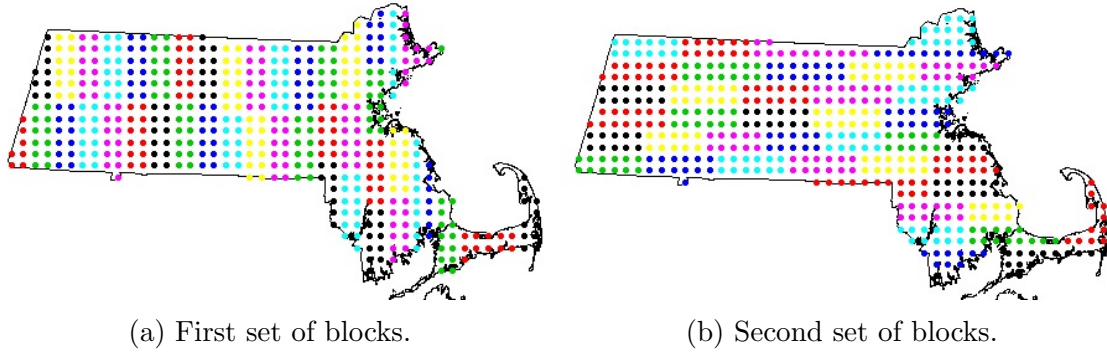 (a) First set of blocks.
(b) Second set of blocks.